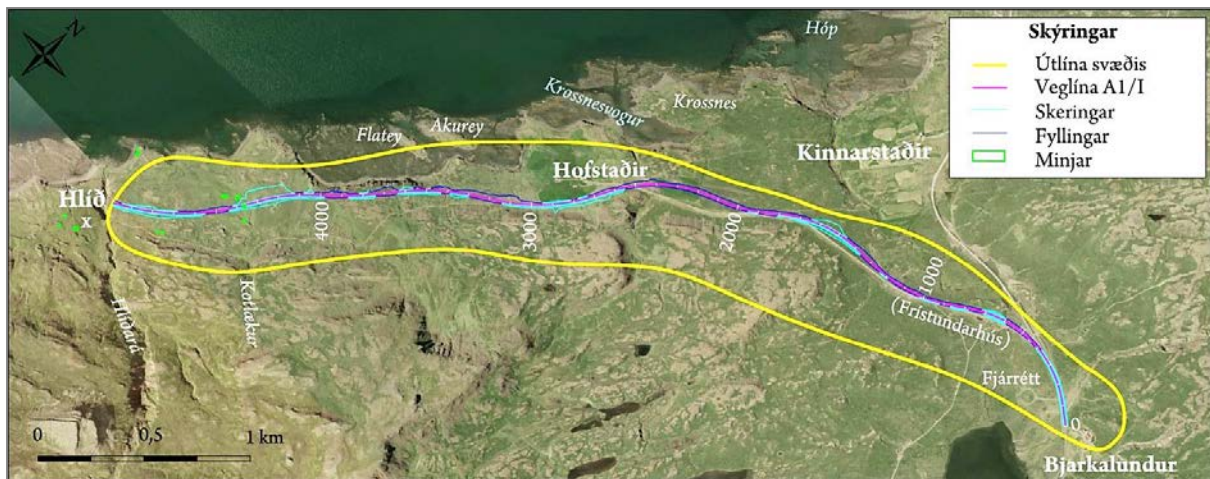 N
Hóp
Krossnesvogur
Krossnes
Akurey
Flatey
Kinnarstaðir
Hofstaðir
Hlíð
x
4000
3000
2000
1000
(Frístundarhús)
Hlíðará
Kotlækur
Fjárrétt
0
Bjarkalundur
0 0,5 1 km
Skýringar
Útlína svæðis
Veglína A1/I
Skeringar
Fyllingar
Minjar